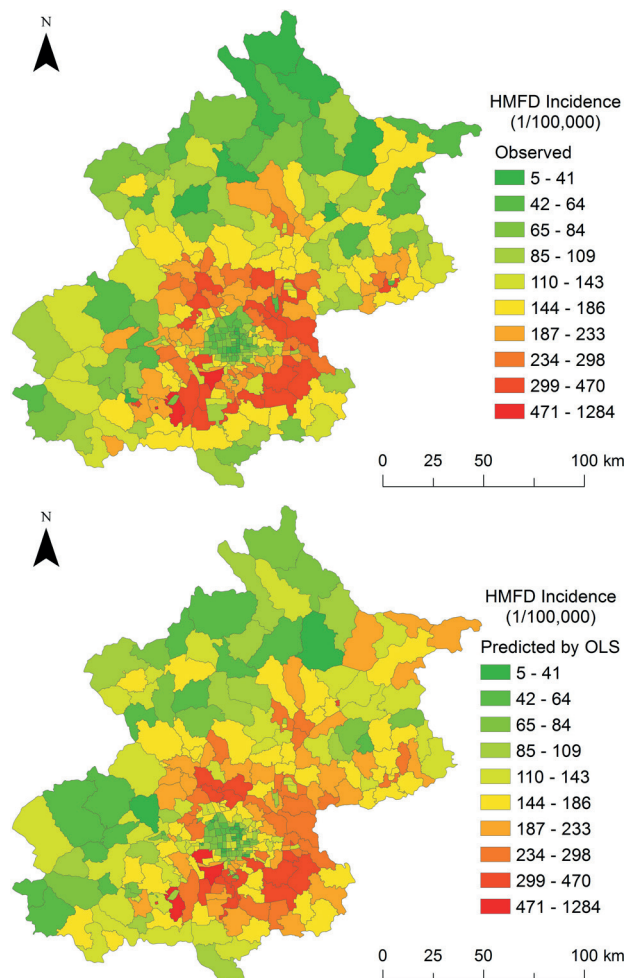 N
HMFD Incidence
(1/100,000)
Observed
5 - 41
42 - 64
65 - 84
85 - 109
110 - 143
144 - 186
187 - 233
234 - 298
299 - 470
471 - 1284
0 25 50 100 km
N
HMFD Incidence
(1/100,000)
Predicted by OLS
5 - 41
42 - 64
65 - 84
85 - 109
110 - 143
144 - 186
187 - 233
234 - 298
299 - 470
471 - 1284
0 25 50 100 km